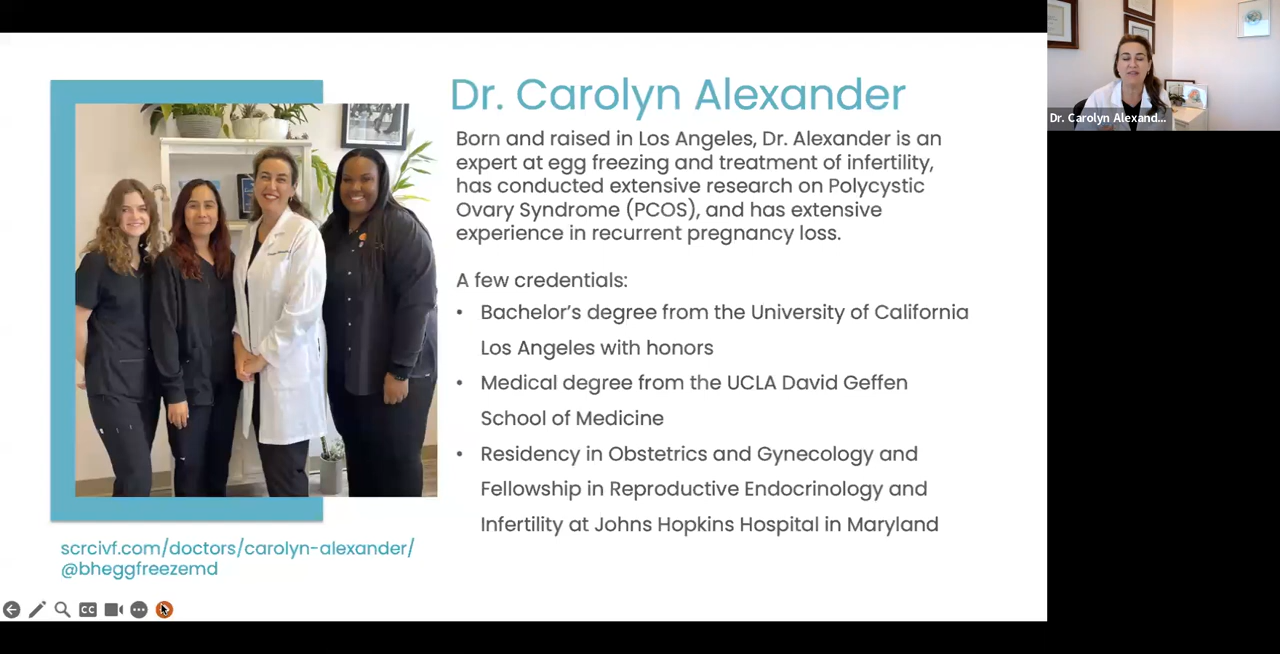 Dr. Carolyn Alexander
Born and raised in Los Angeles, Dr. Alexander is an
expert at egg freezing and treatment of infertility,
has conducted extensive research on Polycystic
Ovary Syndrome (PCOS), and has extensive
experience in recurrent pregnancy loss.
A few credentials:
• Bachelor’s degree from the University of California
Los Angeles with honors
• Medical degree from the UCLA David Geffen
School of Medicine
• Residency in Obstetrics and Gynecology and
Fellowship in Reproductive Endocrinology and
Infertility at Johns Hopkins Hospital in Maryland
scrcivf.com/doctors/carolyn-alexander/
@bheggfreezemd
CC
Dr. Carolyn Alexand...